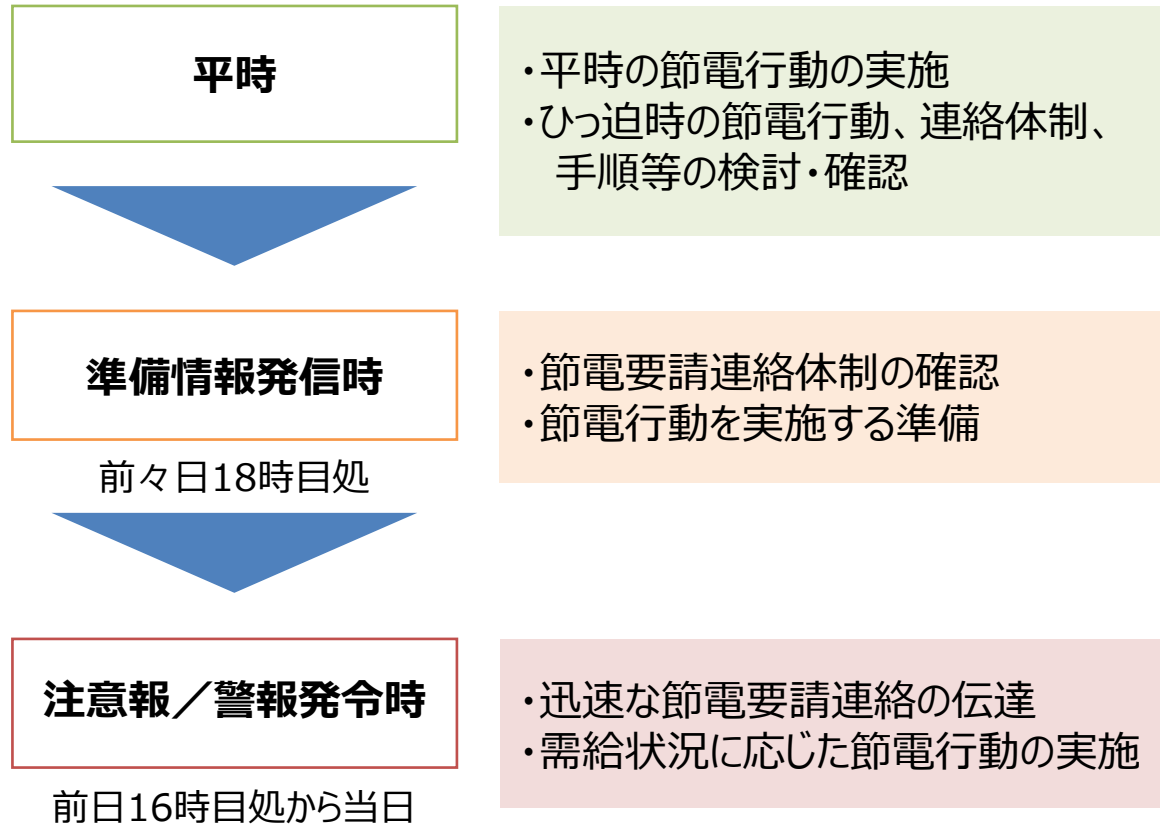 平時
・平時の節電行動の実施
・ひっ迫時の節電行動、連絡体制、
手順等の検討・確認
準備情報発信時
前々日18時目処
・節電要請連絡体制の確認
・節電行動を実施する準備
注意報／警報発令時
前日16時目処から当日
・迅速な節電要請連絡の伝達
・需給状況に応じた節電行動の実施